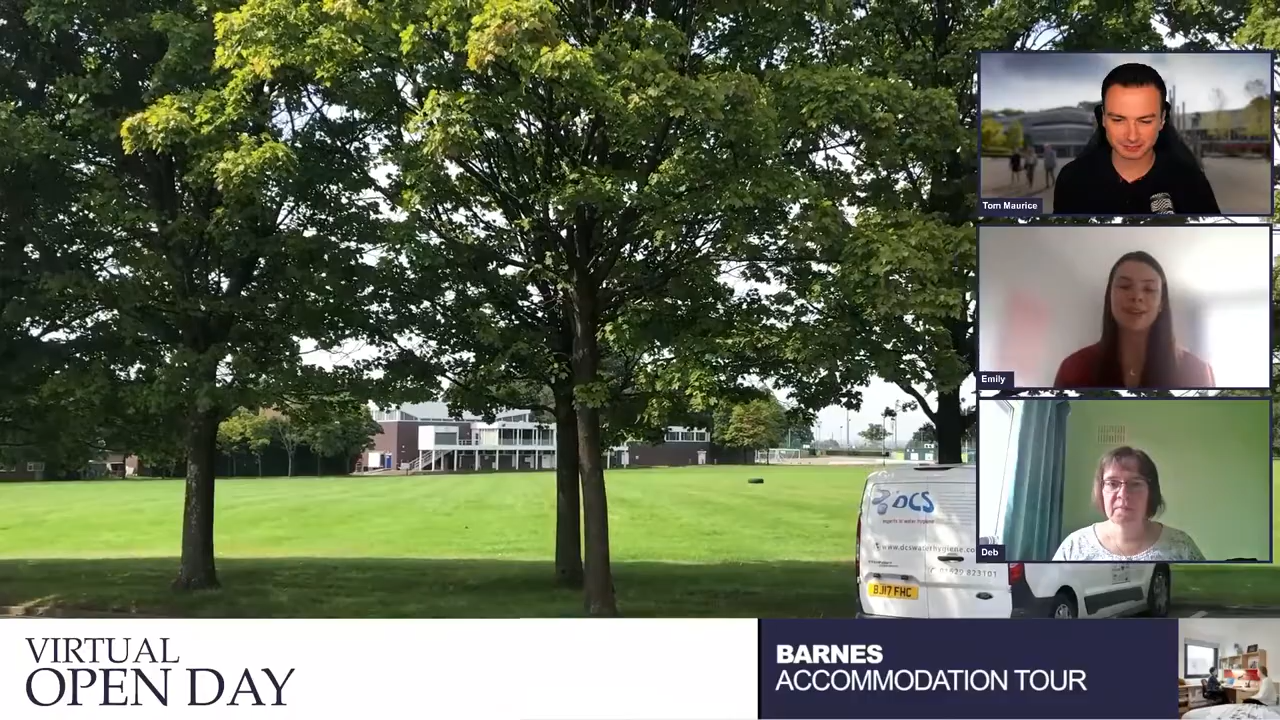 Tom Maurice
Emily
Deb
DCS
www.dcswaterhygiene.co
BJ17 FHC
VIRTUAL
OPEN DAY
BARNES
ACCOMMODATION TOUR